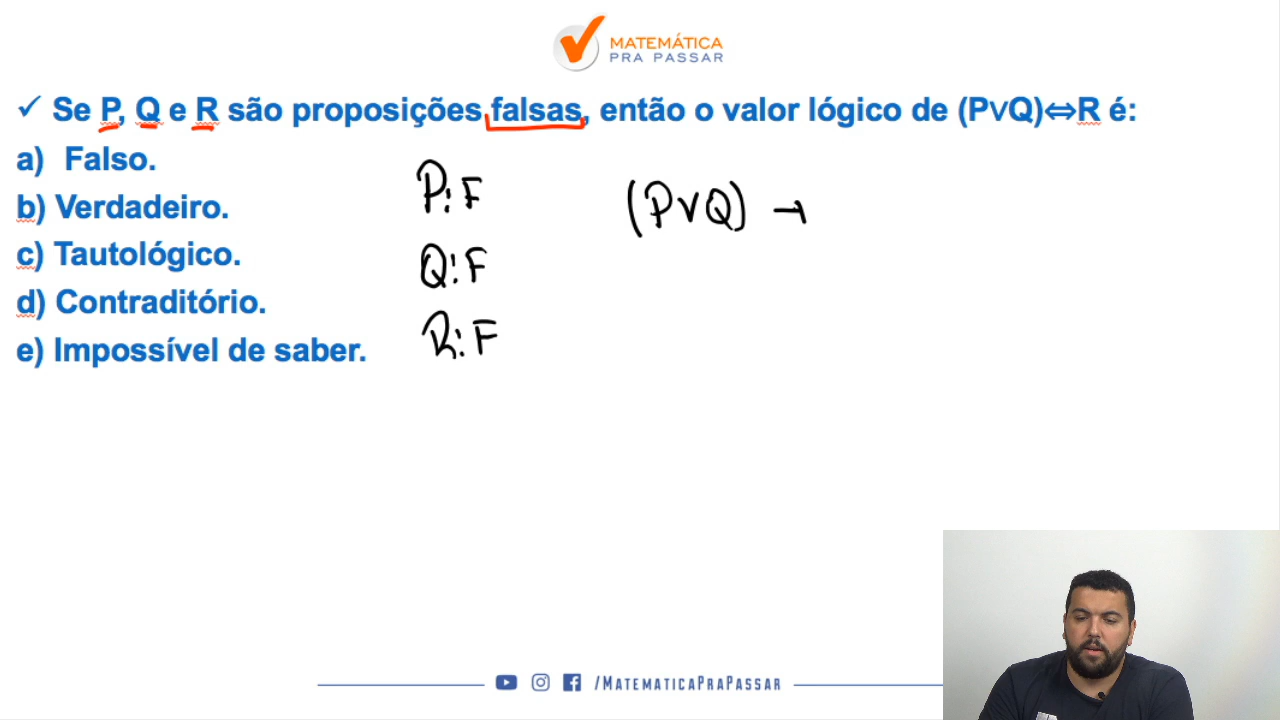 MATEMÁTICA
PRA PASSAR
✓ Se P, Q e R são proposições falsas, então o valor lógico de (P∨Q)⇔R é:
a) Falso.
b) Verdadeiro.
c) Tautológico.
d) Contraditório.
e) Impossível de saber.
P:F
Q:F
R:F
(P∨Q) →
/MATEMATICAPRAPASSAR